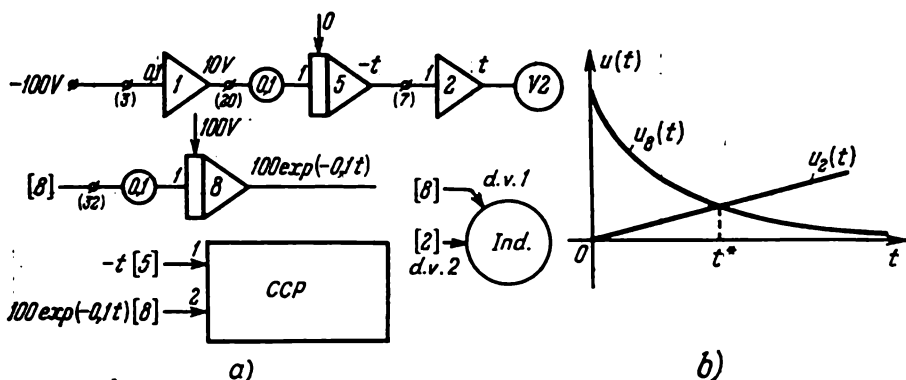 0
-100V (3) 0,1 1 10V (20) 0,1 1 5 -t (7) 1 2 t V2
100V
[8] (32) 0,1 1 8 100exp(-0,1t)
[8] d.v.1
[2] d.v.2 Ind.
-t[5] 1
100exp(-0,1t)[8] 2
CCP
a)
u(t)
u₈(t)
u₂(t)
0 t* t
b)